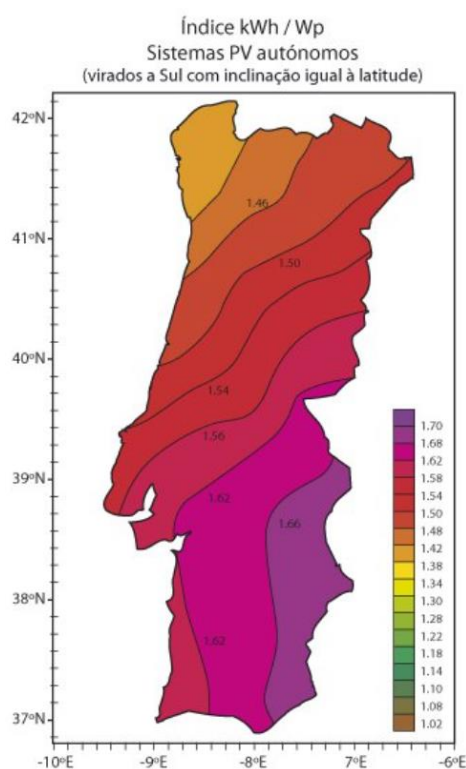 Índice kWh / Wp
Sistemas PV autónomos
(virados a Sul com inclinação igual à latitude)
42ºN
41ºN
40ºN
39ºN
38ºN
37ºN
1.46
1.50
1.54
1.56
1.62
1.66
1.62
1.70
1.68
1.62
1.58
1.54
1.50
1.48
1.42
1.38
1.34
1.30
1.28
1.22
1.18
1.14
1.10
1.08
1.02
-10ºE
-9ºE
-8ºE
-7ºE
-6ºE